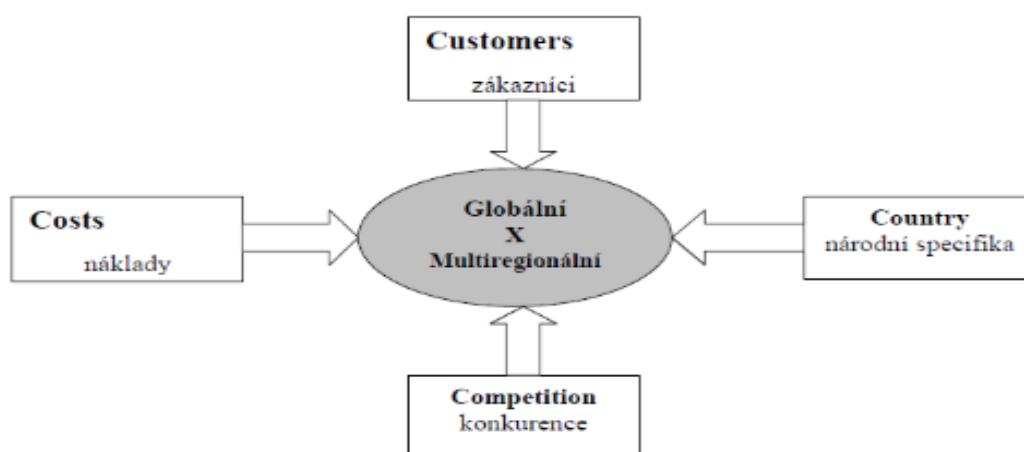 Customers
zákazníci
Costs
náklady
Globální
X
Multiregionální
Country
národní specifika
Competition
konkurence